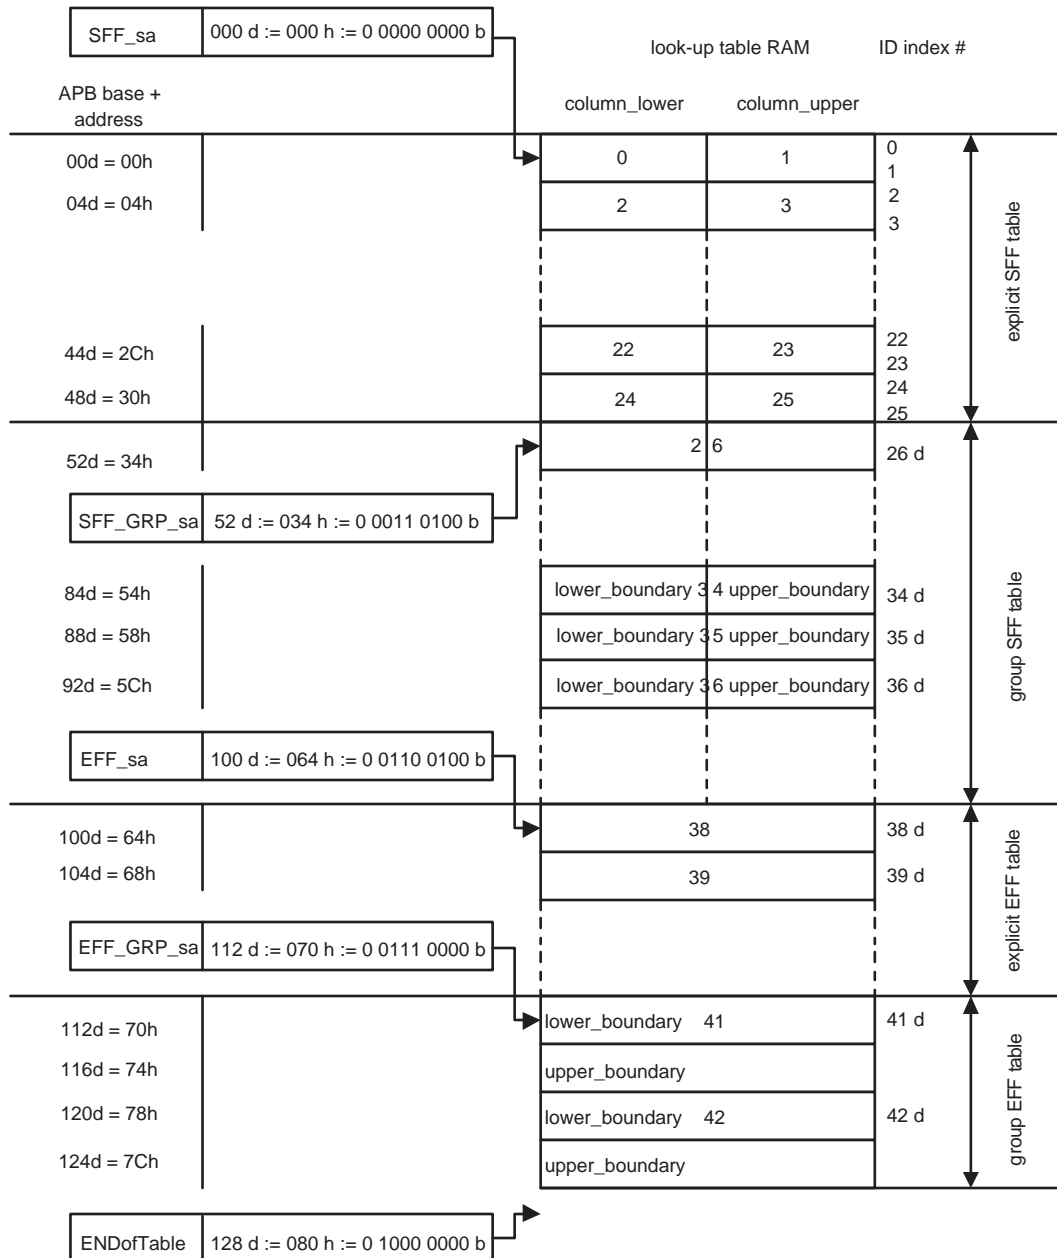 SFF_sa 000 d := 000 h := 0 0000 0000 b
look-up table RAM ID index #
APB base +
address
column_lower column_upper
00d = 00h 0 1 0
1
04d = 04h 2 3 2
3
explicit SFF table
44d = 2Ch 22 23 22
23
48d = 30h 24 25 24
25
52d = 34h 2 6 26 d
SFF_GRP_sa 52 d := 034 h := 0 0011 0100 b
84d = 54h lower_boundary 3 4 upper_boundary 34 d
88d = 58h lower_boundary 3 5 upper_boundary 35 d
92d = 5Ch lower_boundary 3 6 upper_boundary 36 d
group SFF table
EFF_sa 100 d := 064 h := 0 0110 0100 b
100d = 64h 38 38 d
104d = 68h 39 39 d
explicit EFF table
EFF_GRP_sa 112 d := 070 h := 0 0111 0000 b
112d = 70h lower_boundary 41 41 d
116d = 74h upper_boundary
120d = 78h lower_boundary 42 42 d
124d = 7Ch upper_boundary
group EFF table
ENDofTable 128 d := 080 h := 0 1000 0000 b